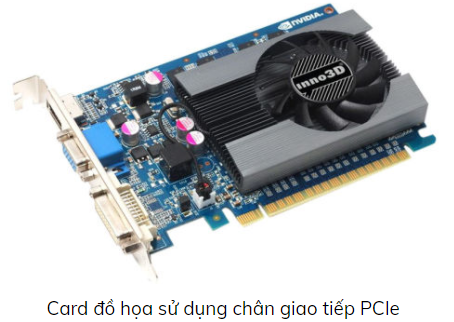 nVIDIA.
inno3D
Card đồ họa sử dụng chân giao tiếp PCIe